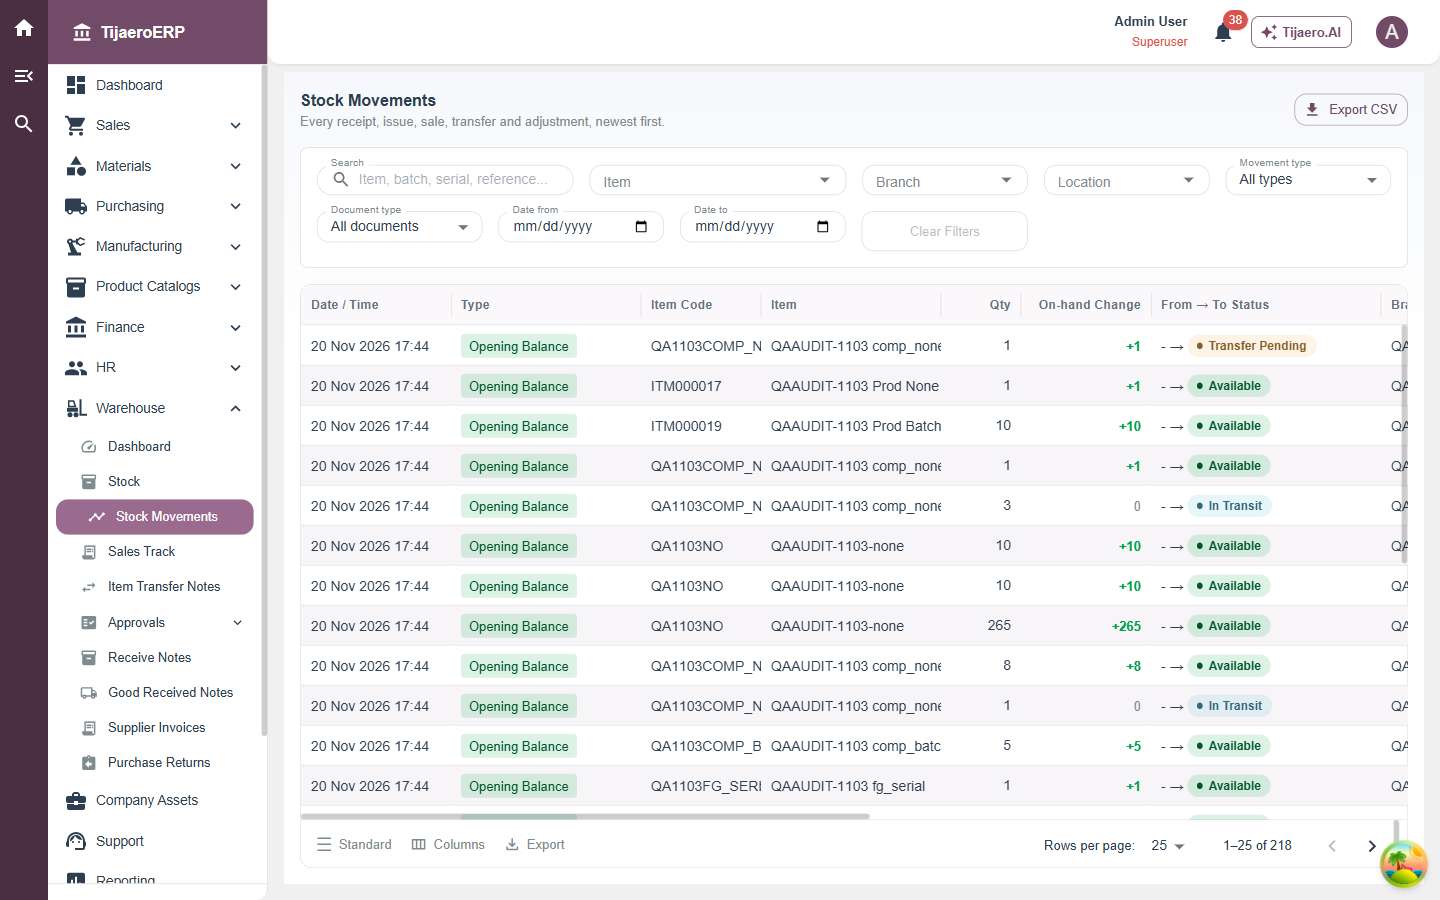 TijaeroERP
Admin User
Superuser
38
Tijaero.AI
A
Dashboard
Sales
Materials
Purchasing
Manufacturing
Product Catalogs
Finance
HR
Warehouse
Dashboard
Stock
Stock Movements
Sales Track
Item Transfer Notes
Approvals
Receive Notes
Good Received Notes
Supplier Invoices
Purchase Returns
Company Assets
Support
Reporting
Stock Movements
Every receipt, issue, sale, transfer and adjustment, newest first.
Export CSV
Search
Item, batch, serial, reference...
Item
Branch
Location
Movement type
All types
Document type
All documents
Date from
mm/dd/yyyy
Date to
mm/dd/yyyy
Clear Filters
Date / Time Type Item Code Item Qty On-hand Change From → To Status Bra
20 Nov 2026 17:44 Opening Balance QA1103COMP_N QAAUDIT-1103 comp_none 1 +1 - → Transfer Pending QA
20 Nov 2026 17:44 Opening Balance ITM000017 QAAUDIT-1103 Prod None 1 +1 - → Available QA
20 Nov 2026 17:44 Opening Balance ITM000019 QAAUDIT-1103 Prod Batch 10 +10 - → Available QA
20 Nov 2026 17:44 Opening Balance QA1103COMP_N QAAUDIT-1103 comp_none 1 +1 - → Available QA
20 Nov 2026 17:44 Opening Balance QA1103COMP_N QAAUDIT-1103 comp_none 3 0 - → In Transit QA
20 Nov 2026 17:44 Opening Balance QA1103NO QAAUDIT-1103-none 10 +10 - → Available QA
20 Nov 2026 17:44 Opening Balance QA1103NO QAAUDIT-1103-none 10 +10 - → Available QA
20 Nov 2026 17:44 Opening Balance QA1103NO QAAUDIT-1103-none 265 +265 - → Available QA
20 Nov 2026 17:44 Opening Balance QA1103COMP_N QAAUDIT-1103 comp_none 8 +8 - → Available QA
20 Nov 2026 17:44 Opening Balance QA1103COMP_N QAAUDIT-1103 comp_none 1 0 - → In Transit QA
20 Nov 2026 17:44 Opening Balance QA1103COMP_B QAAUDIT-1103 comp_batc 5 +5 - → Available QA
20 Nov 2026 17:44 Opening Balance QA1103FG_SERI QAAUDIT-1103 fg_serial 1 +1 - → Available QA
Standard
Columns
Export
Rows per page: 25 1–25 of 218